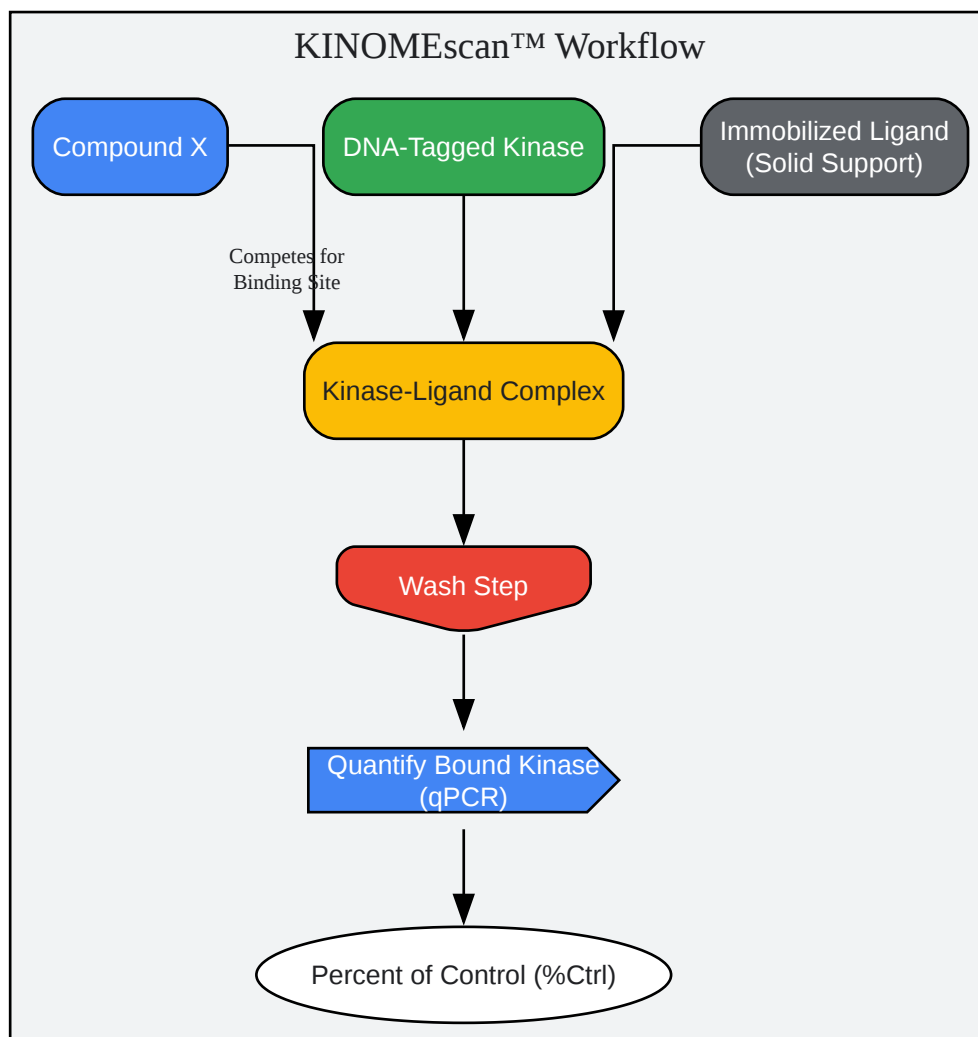 KINOMEscan™ Workflow
Compound X
DNA-Tagged Kinase
Immobilized Ligand
(Solid Support)
Competes for
Binding Site
Kinase-Ligand Complex
Wash Step
Quantify Bound Kinase
(qPCR)
Percent of Control (%Ctrl)